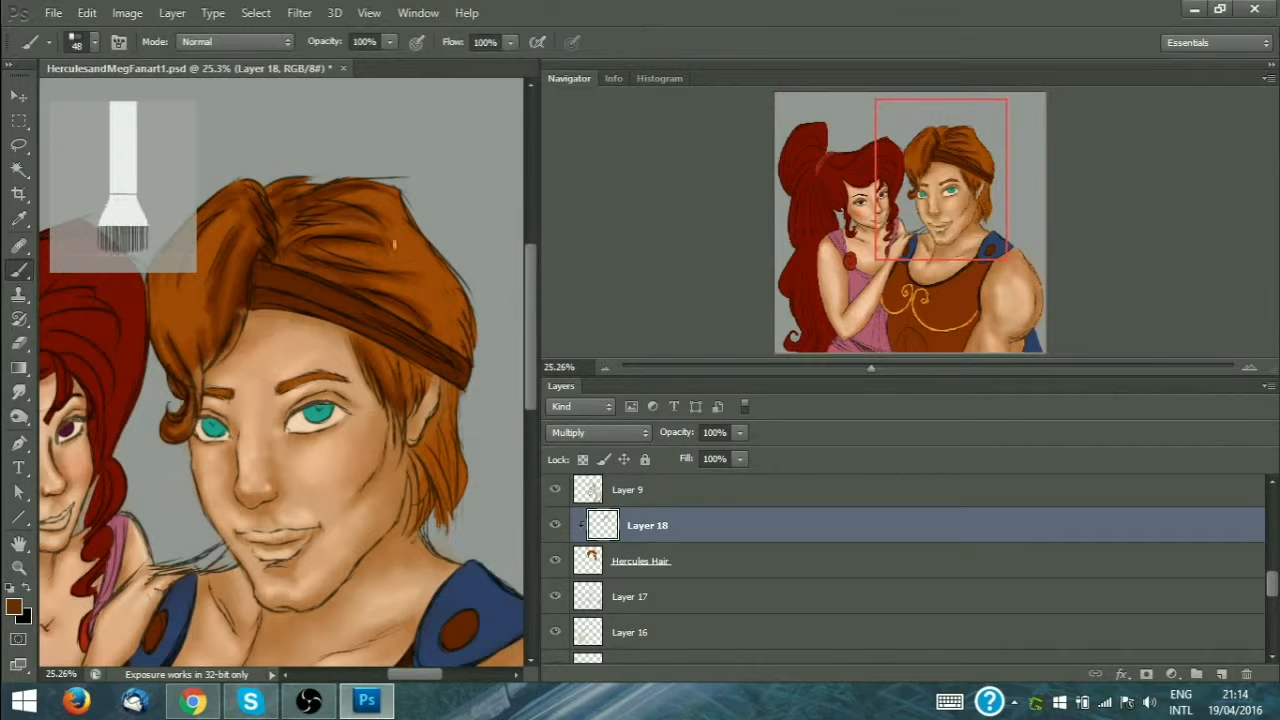 Ps File Edit Image Layer Type Select Filter 3D View Window Help
48 Mode: Normal Opacity: 100% Flow: 100% Essentials
HerculesandMegFanart1.psd @ 25.3% (Layer 18, RGB/8#) *
Navigator Info Histogram
25.26%
Layers
Kind
Multiply Opacity: 100%
Lock: Fill: 100%
Layer 9
Layer 18
Hercules Hair
Layer 17
Layer 16
25.26% Exposure works in 32-bit only
Ps
ENG 21:14
INTL 19/04/2016